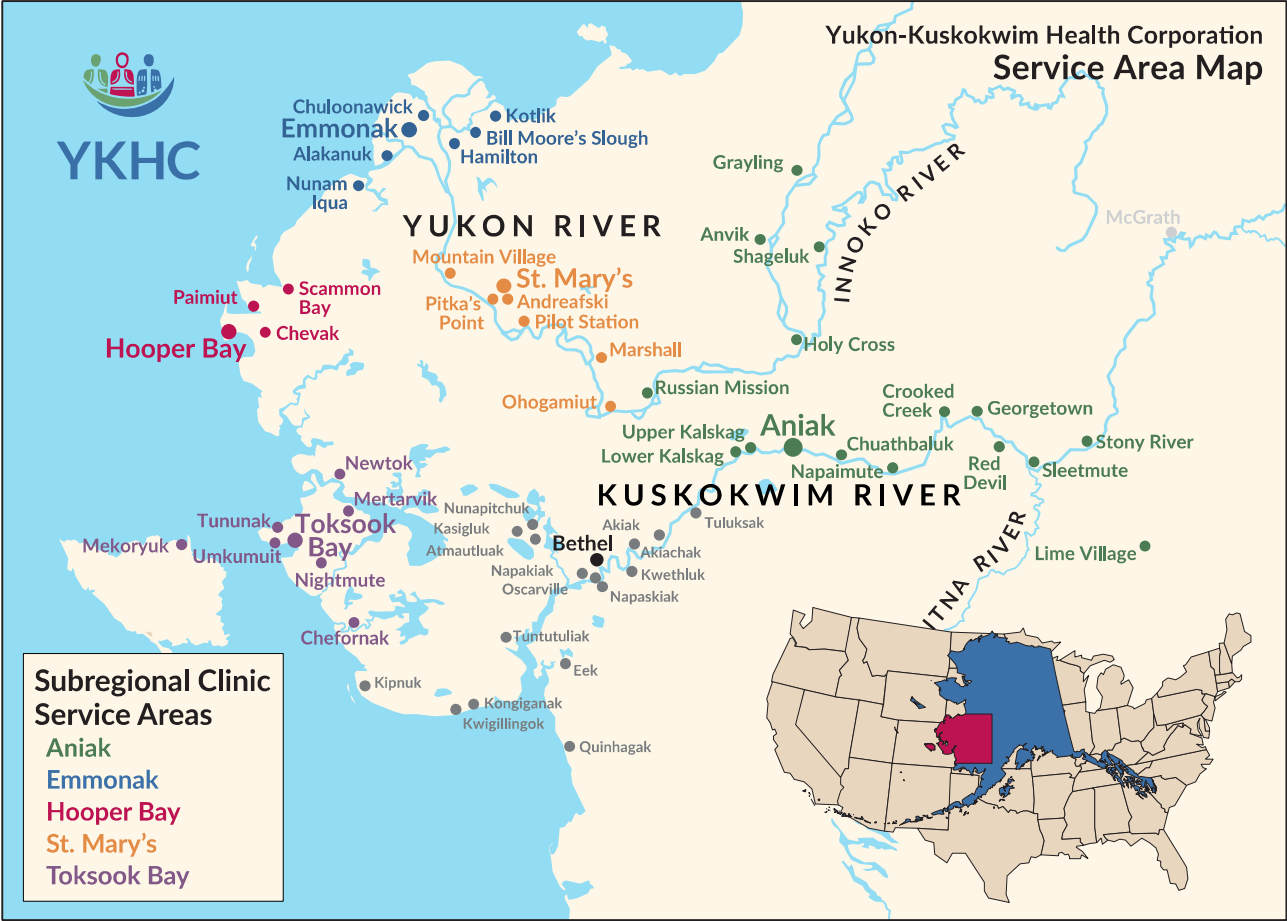 Yukon-Kuskokwim Health Corporation
Service Area Map
YKHC
Chuloonawick
Emmonak
Alakanuk
Nunam
Iqua
Kotlik
Bill Moore's Slough
Hamilton
Grayling
Anvik
Shageluk
INNOKO RIVER
McGrath
YUKON RIVER
Mountain Village
St. Mary's
Pitka's
Point
Andreafski
Pilot Station
Marshall
Ohogamiut
Paimiut
Scammon
Bay
Chevak
Hooper Bay
Holy Cross
Russian Mission
Crooked
Creek
Georgetown
Upper Kalskag
Lower Kalskag
Aniak
Chuathbaluk
Napaimute
Red
Devil
Stony River
Sleetmute
KUSKOKWIM RIVER
Newtok
Mertarvik
Tununak
Toksook
Bay
Umkumuit
Mekoryuk
Nightmute
Chefornak
Nunapitchuk
Kasigluk
Atmautluak
Akiak
Tuluksak
Bethel
Akiachak
Napakiak
Kwethluk
Oscarville
Napaskiak
ITNA RIVER
Lime Village
Tuntutuliak
Eek
Kipnuk
Kongiganak
Kwigillingok
Quinhagak
Subregional Clinic
Service Areas
Aniak
Emmonak
Hooper Bay
St. Mary's
Toksook Bay